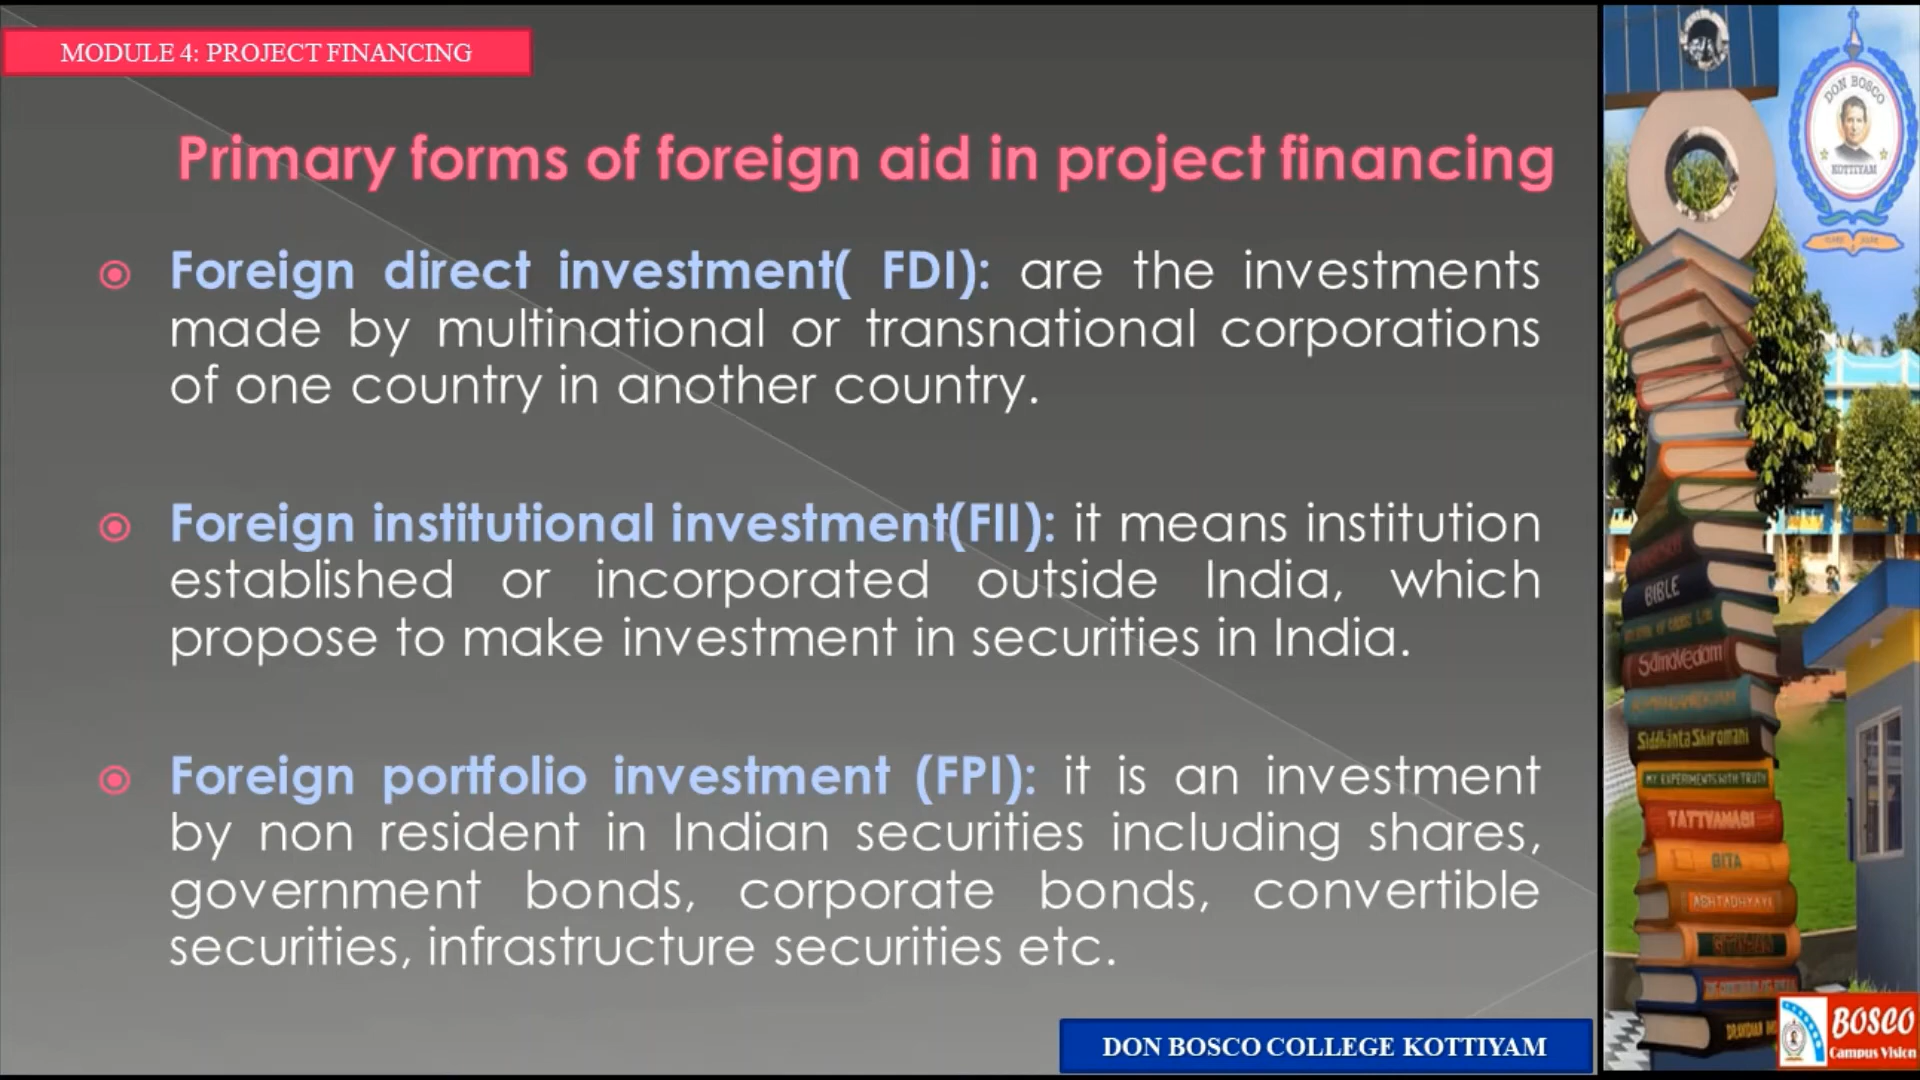 MODULE 4: PROJECT FINANCING
Primary forms of foreign aid in project financing
Foreign direct investment( FDI): are the investments
made by multinational or transnational corporations
of one country in another country.
Foreign institutional investment(FII): it means institution
established or incorporated outside India, which
propose to make investment in securities in India.
Foreign portfolio investment (FPI): it is an investment
by non resident in Indian securities including shares,
government bonds, corporate bonds, convertible
securities, infrastructure securities etc.
DON BOSCO COLLEGE KOTTIYAM
DON BOSCO
KOTTIYAM
BIBLE
SamaVedam
Siddhanta Shiromani
MY EXPERIMENTS WITH TRUTH
TATTVAMASI
GITA
ASHTADHYAYI
BOSCO
Campus Vision